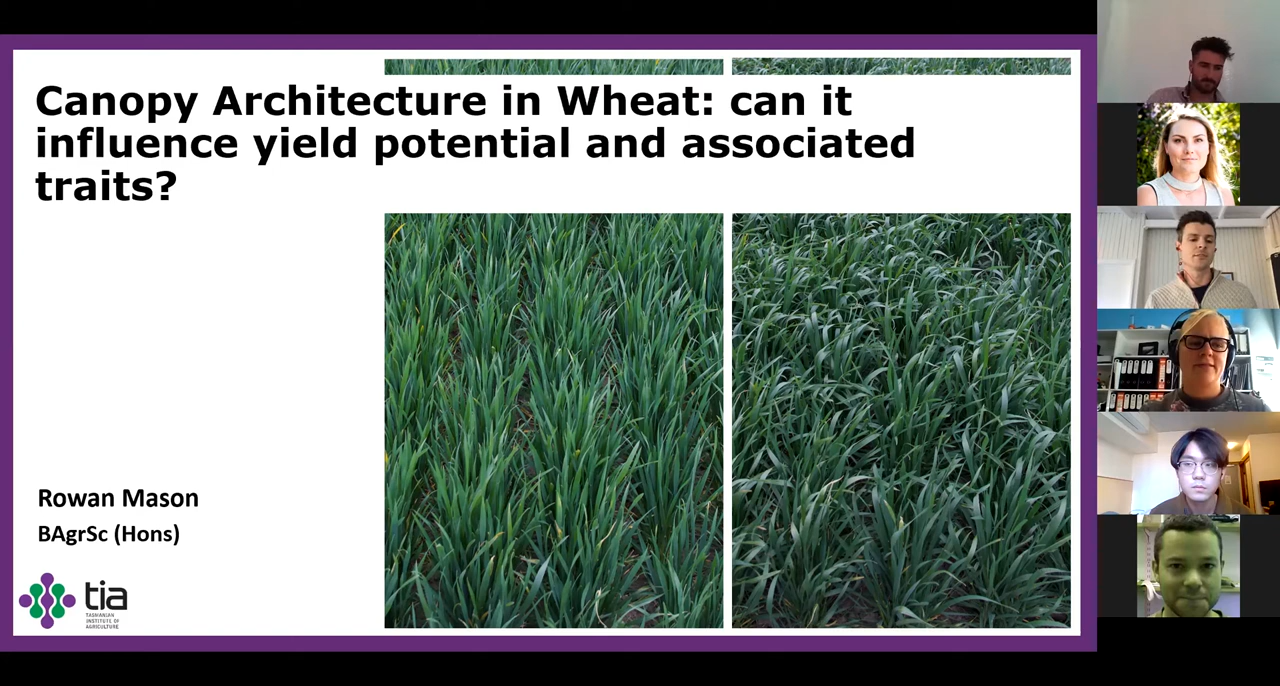 Canopy Architecture in Wheat: can it
influence yield potential and associated
traits?
Rowan Mason
BAgrSc (Hons)
tia
TASMANIAN
INSTITUTE OF
AGRICULTURE